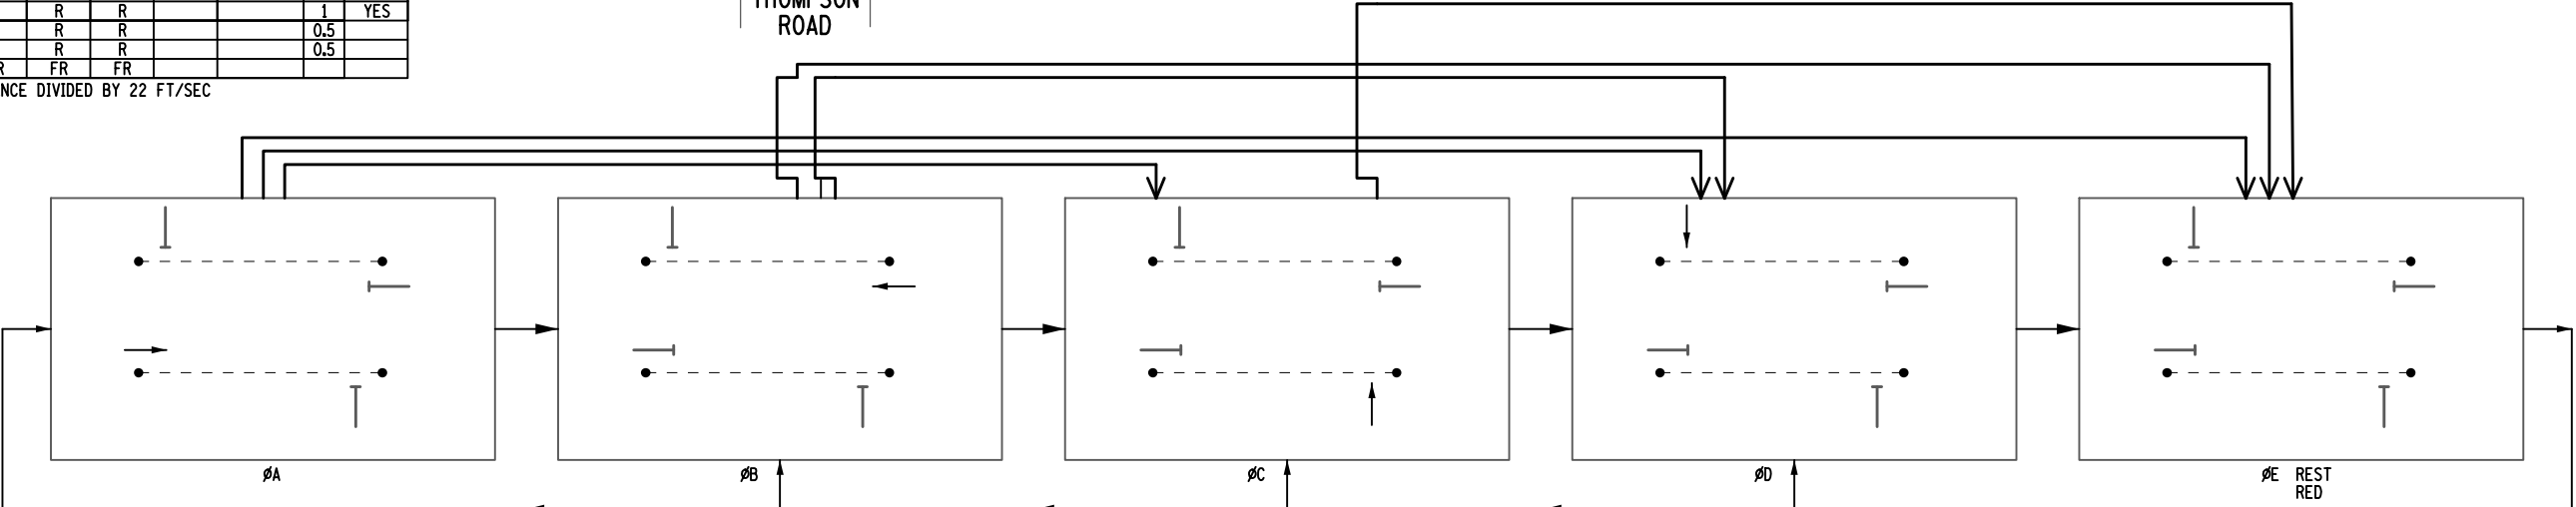 R R 1 YES
R R 0.5
R R 0.5
R FR FR
NCE DIVIDED BY 22 FT/SEC
THOMPSON
ROAD
ØA
ØB
ØC
ØD
ØE REST
RED